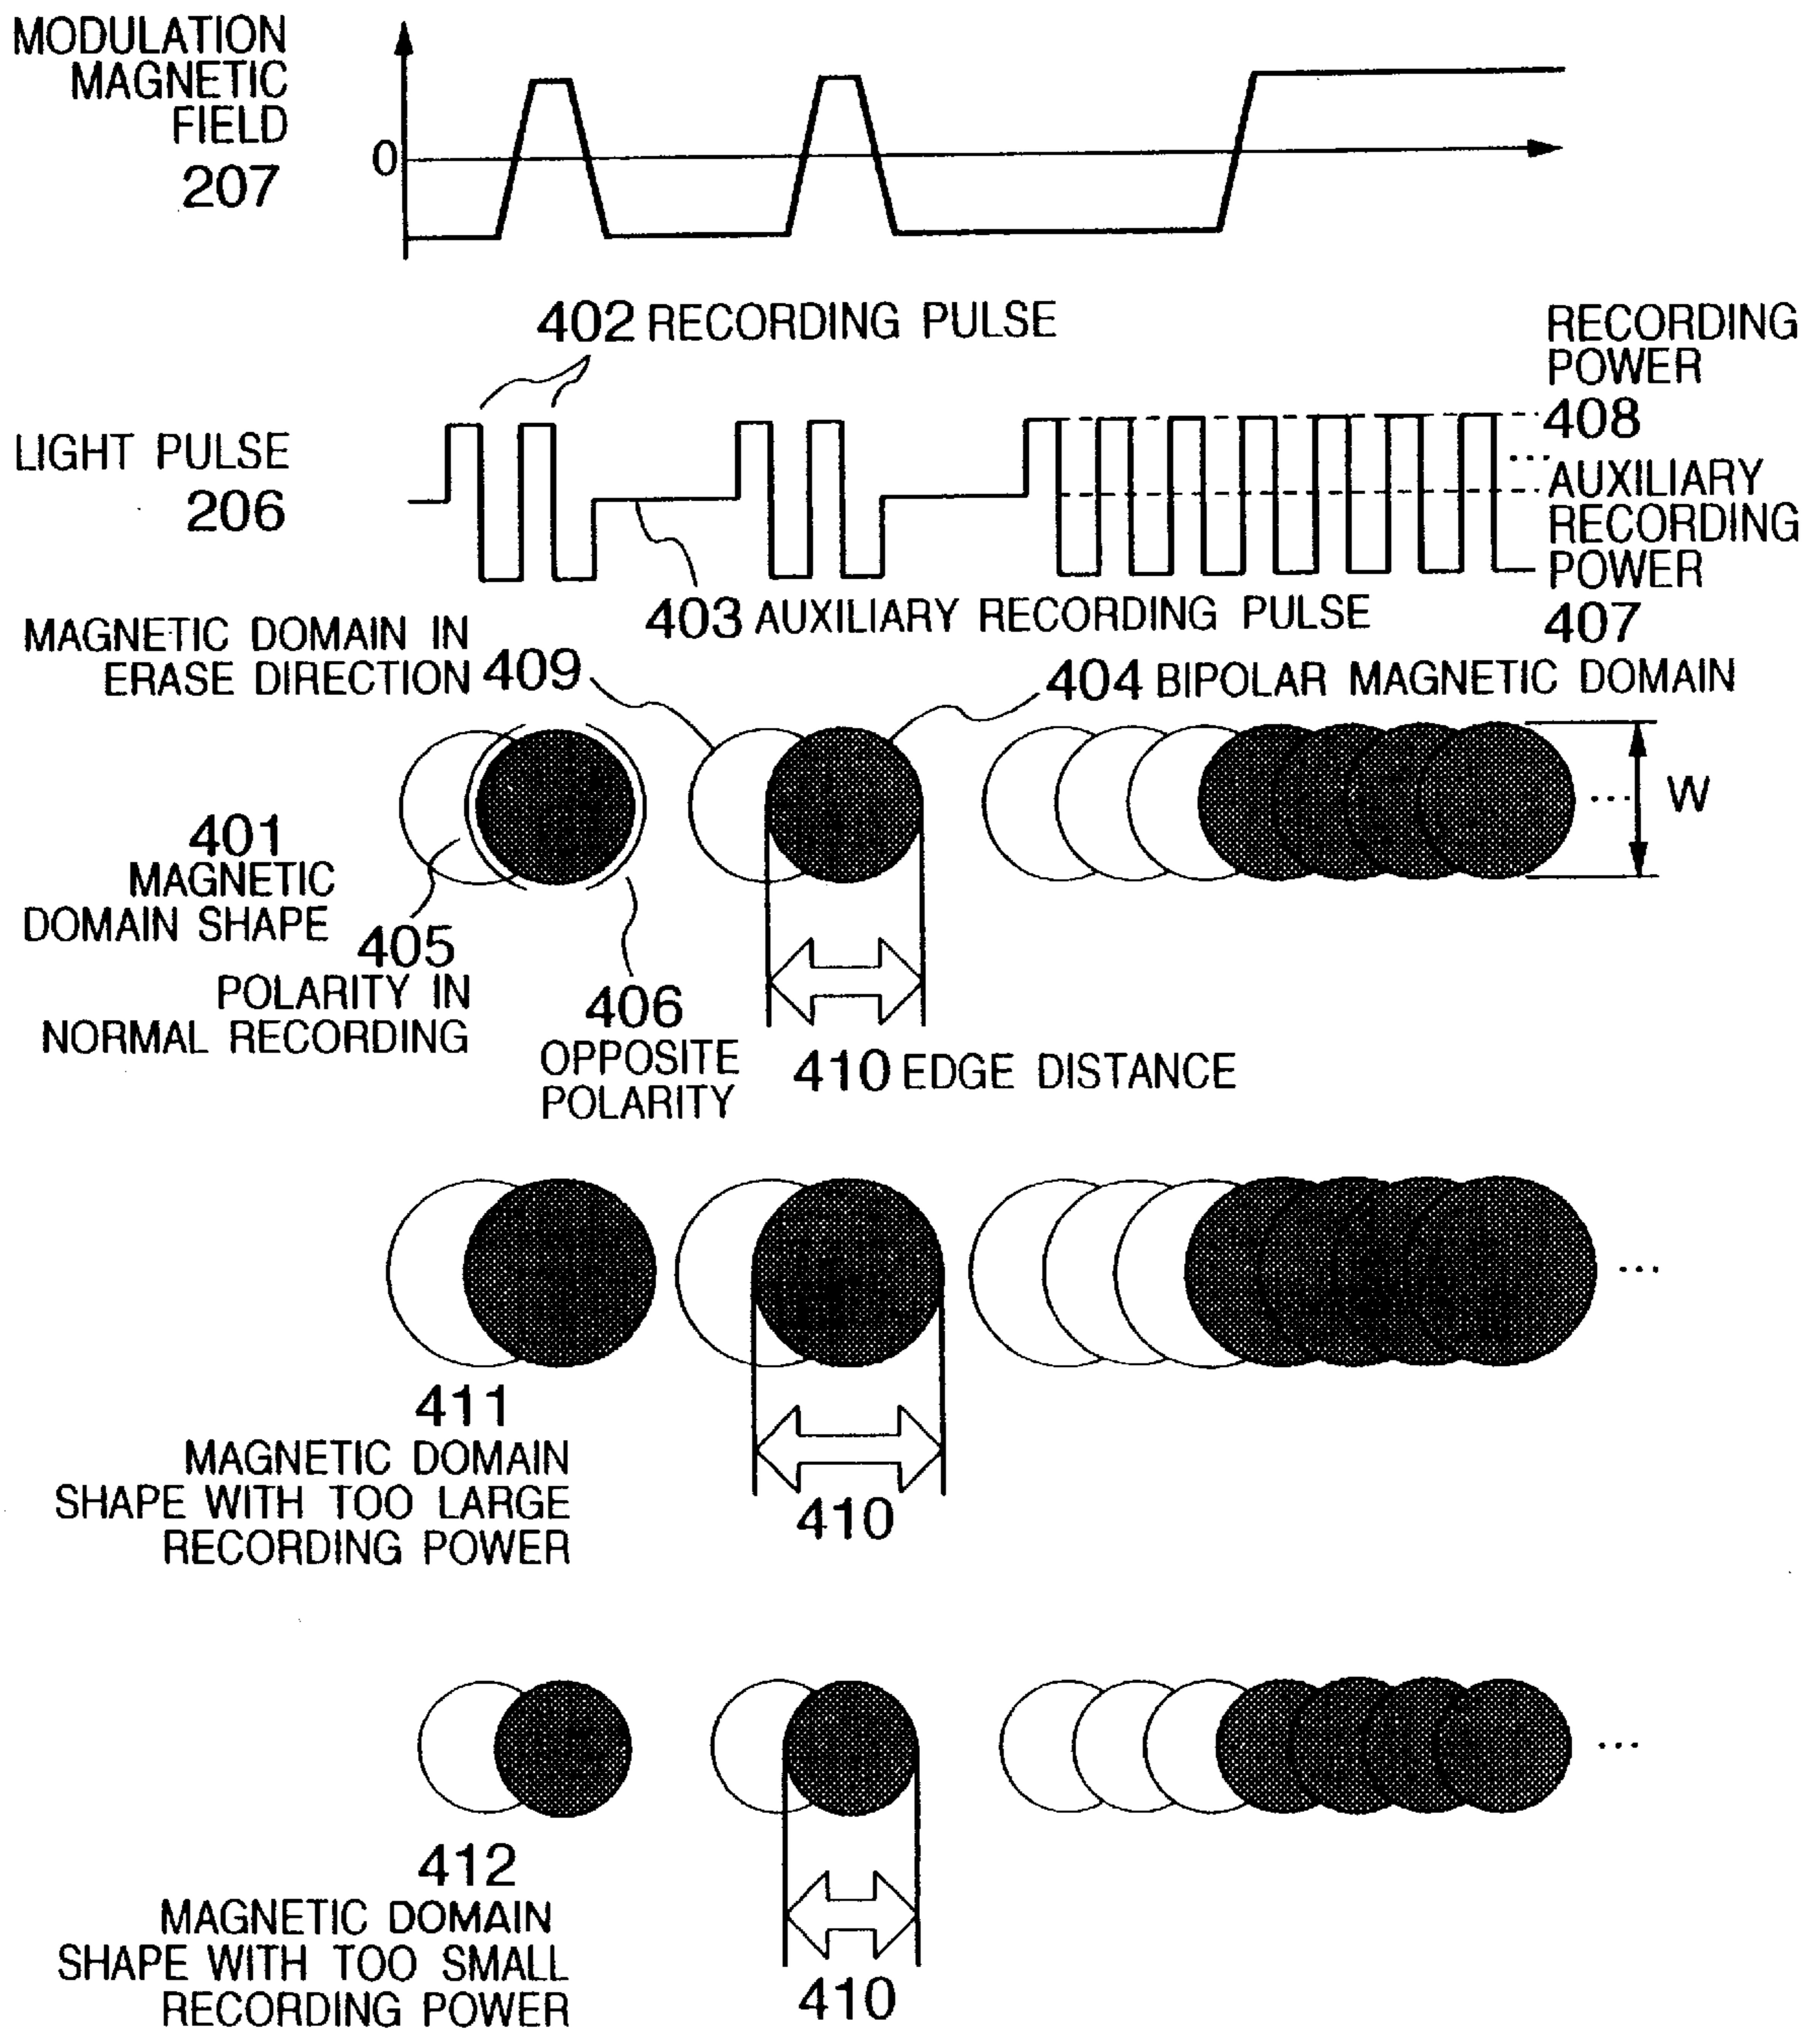 MODULATION
MAGNETIC
FIELD
207
0
402 RECORDING PULSE
RECORDING
POWER
408
LIGHT PULSE
206
...
AUXILIARY
RECORDING
POWER
407
403 AUXILIARY RECORDING PULSE
MAGNETIC DOMAIN IN
ERASE DIRECTION 409
404 BIPOLAR MAGNETIC DOMAIN
... W
401
MAGNETIC
DOMAIN SHAPE
405
POLARITY IN
NORMAL RECORDING
406
OPPOSITE
POLARITY
410 EDGE DISTANCE
...
411
MAGNETIC DOMAIN
SHAPE WITH TOO LARGE
RECORDING POWER
410
...
412
MAGNETIC DOMAIN
SHAPE WITH TOO SMALL
RECORDING POWER
410